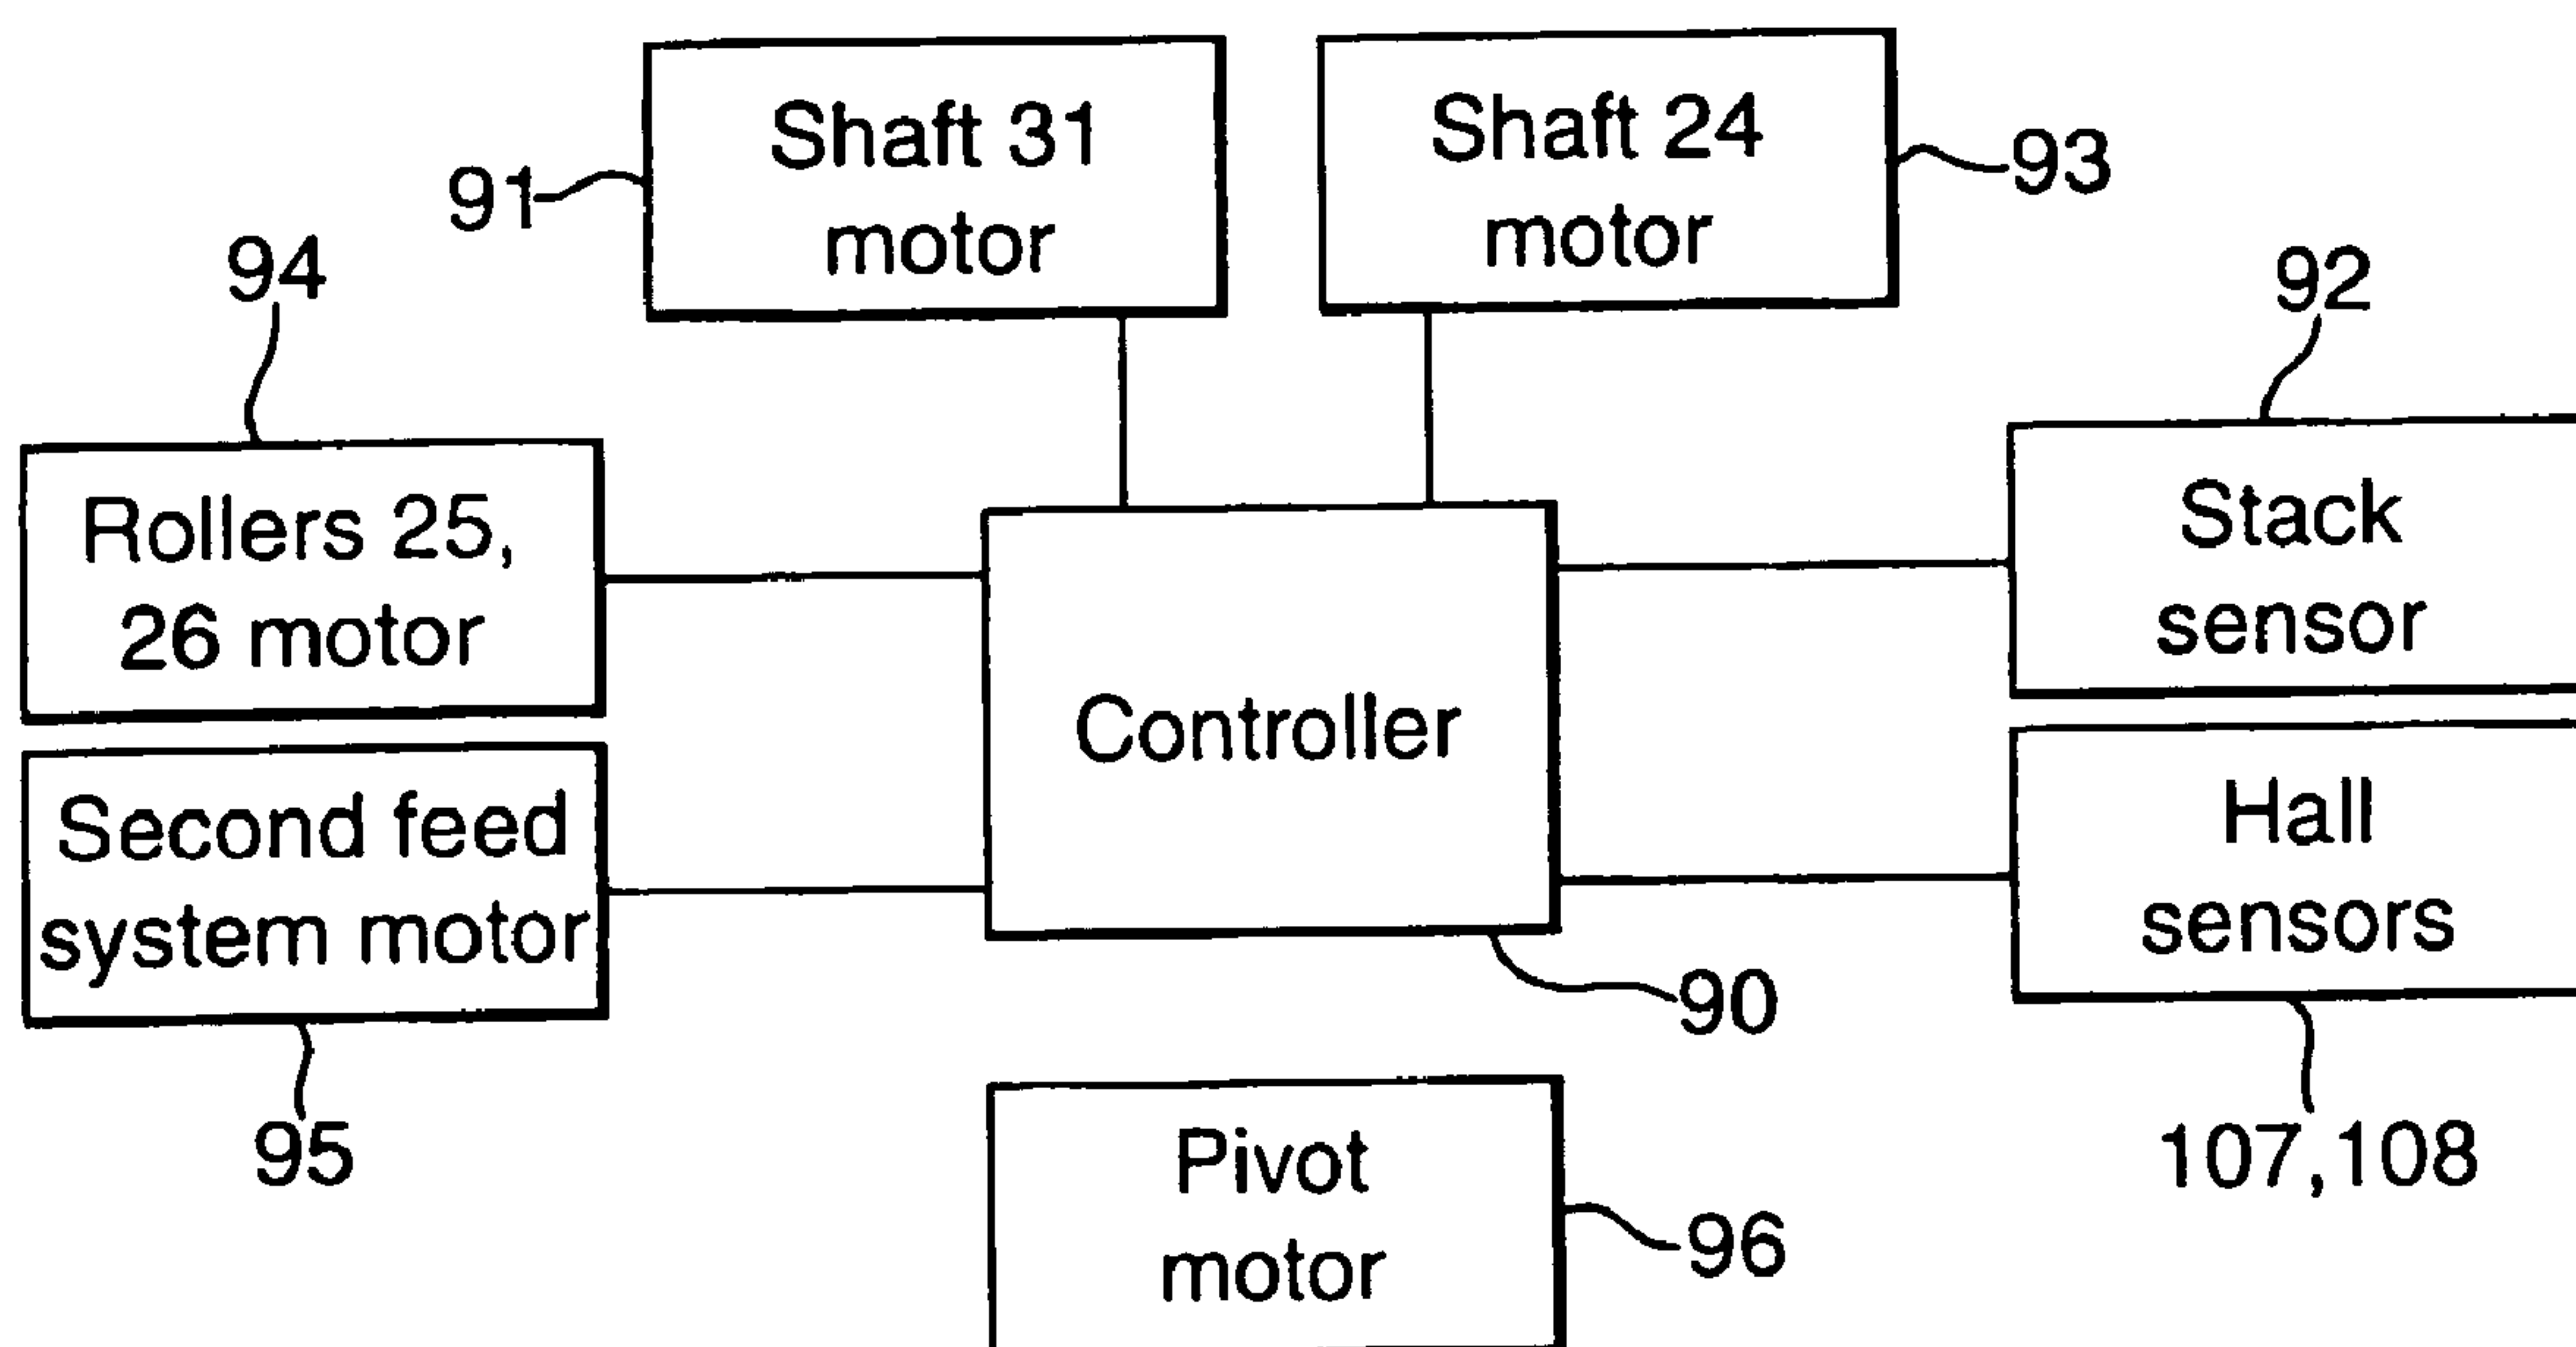 Shaft 31
motor
91
Shaft 24
motor
93
94
92
Rollers 25,
26 motor
Stack
sensor
Controller
Second feed
system motor
Hall
sensors
90
95
107,108
Pivot
motor
96